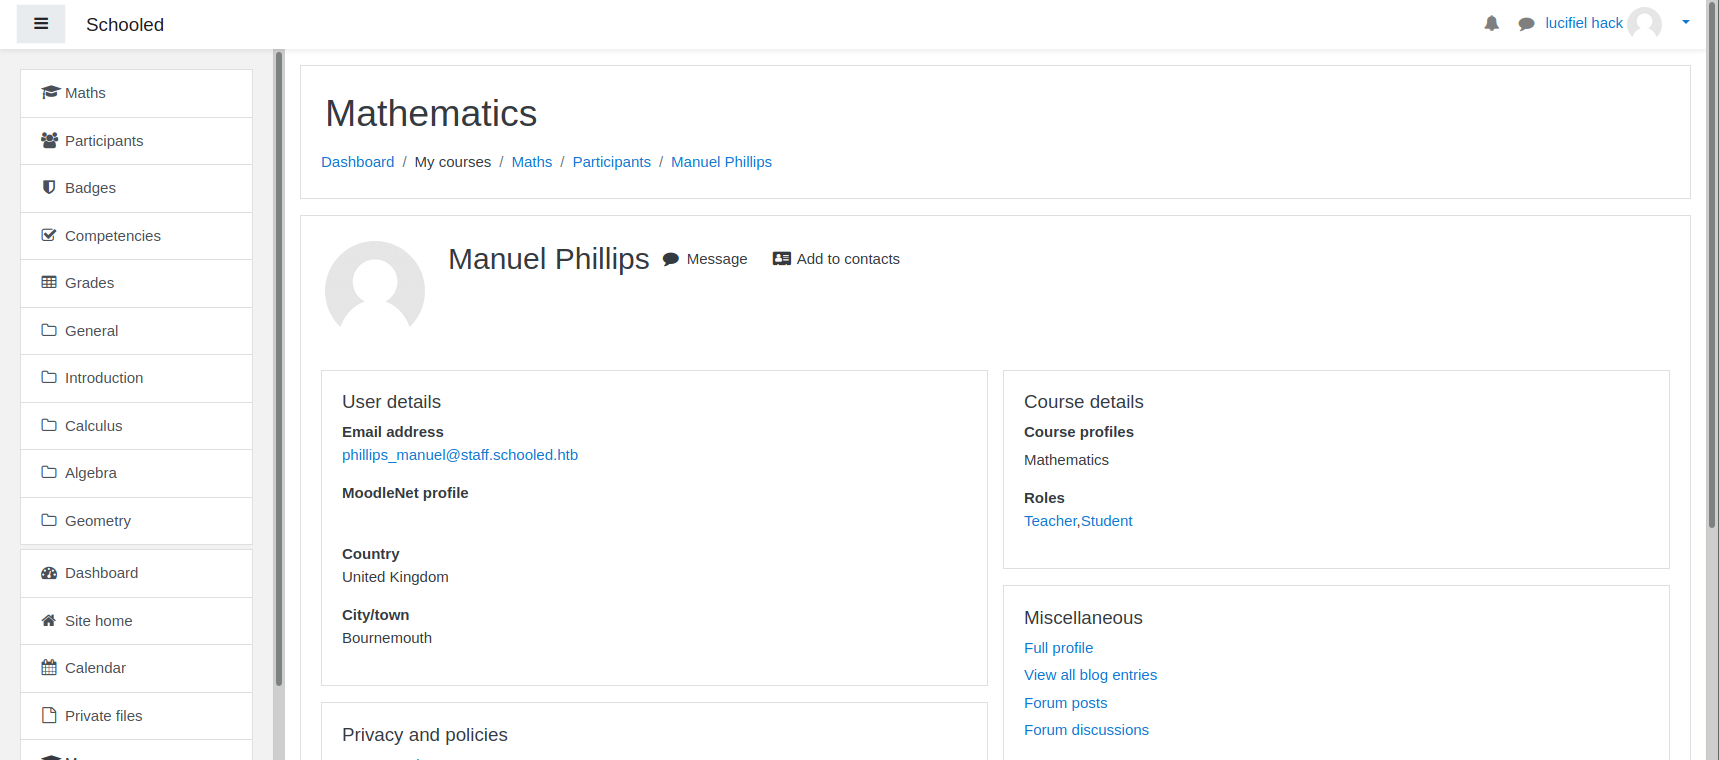 Schooled
lucifiel hack
Maths
Participants
Badges
Competencies
Grades
General
Introduction
Calculus
Algebra
Geometry
Dashboard
Site home
Calendar
Private files
Mathematics
Dashboard / My courses / Maths / Participants / Manuel Phillips
Manuel Phillips Message Add to contacts
User details
Email address
phillips_manuel@staff.schooled.htb
MoodleNet profile
Country
United Kingdom
City/town
Bournemouth
Privacy and policies
Course details
Course profiles
Mathematics
Roles
Teacher,Student
Miscellaneous
Full profile
View all blog entries
Forum posts
Forum discussions